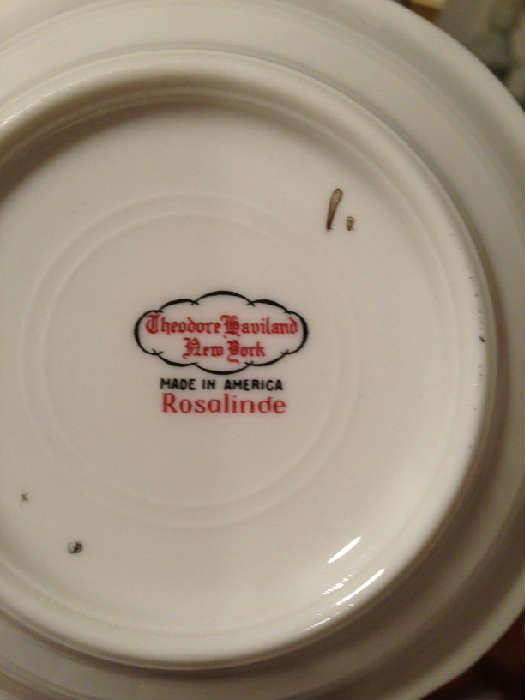 Theodore Haviland
New York
MADE IN AMERICA
Rosalinde